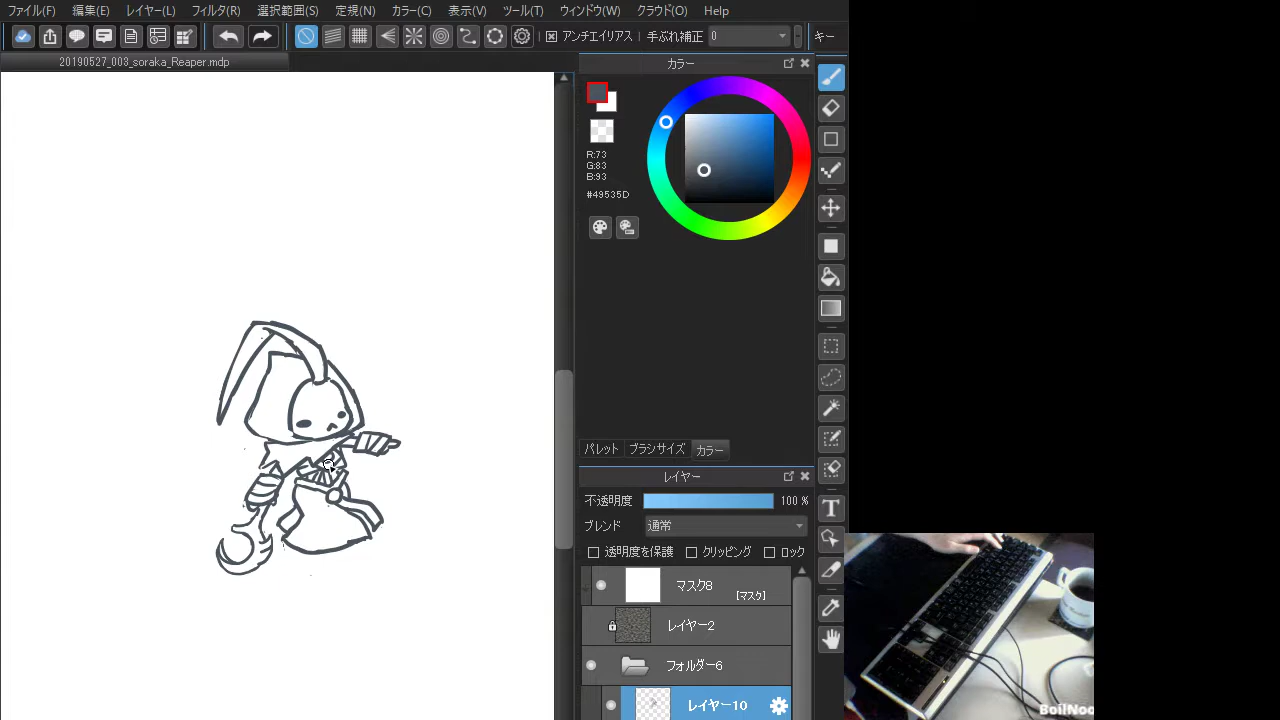 ファイル(F) 編集(E) レイヤー(L) フィルタ(R) 選択範囲(S) 定規(N) カラー(C) 表示(V) ツール(T) ウィンドウ(W) クラウド(O) Help
アンチエイリアス 手ぶれ補正 0 キー
20190527_003_soraka_Reaper.mdp
カラー
R:73
G:83
B:93
#49535D
パレット ブラシサイズ カラー
レイヤー
不透明度 100 %
ブレンド 通常
透明度を保護 クリッピング ロック
マスク8
[マスク]
レイヤー2
フォルダー6
レイヤー10
T